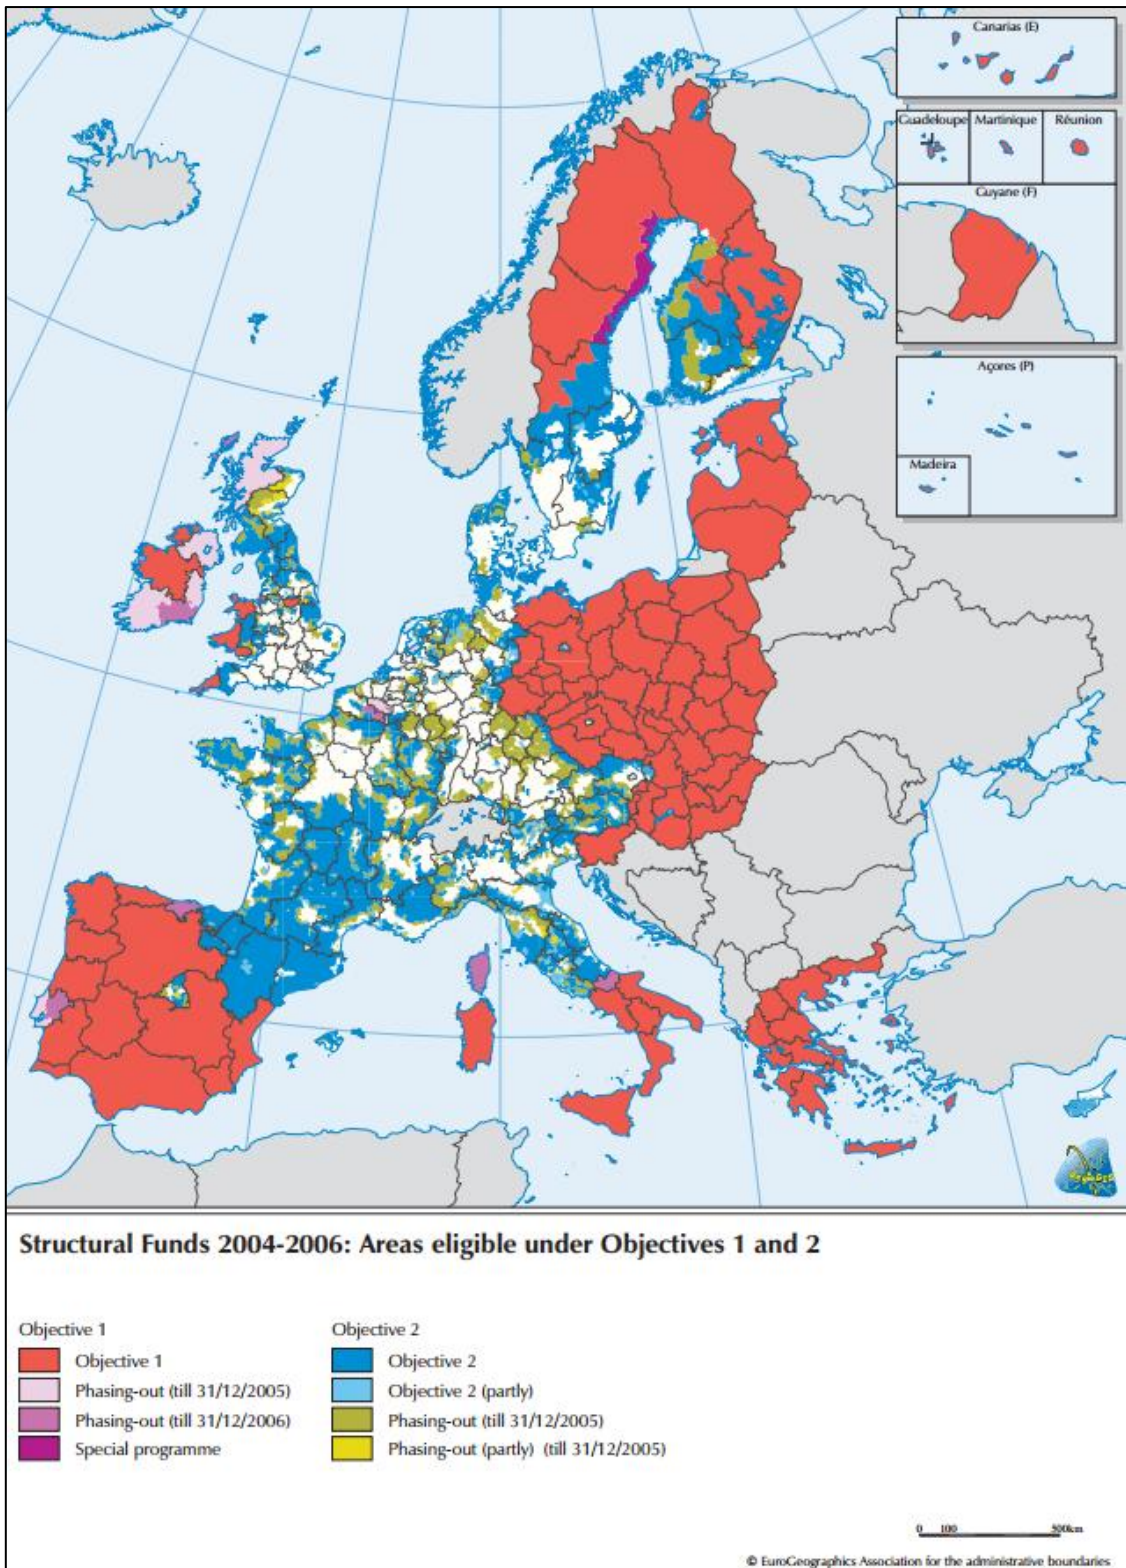 Canarias (E)
Guadeloupe
Martinique
Réunion
Guyane (F)
Açores (P)
Madeira
Structural Funds 2004-2006: Areas eligible under Objectives 1 and 2
Objective 1
Objective 1
Phasing-out (till 31/12/2005)
Phasing-out (till 31/12/2006)
Special programme
Objective 2
Objective 2
Objective 2 (partly)
Phasing-out (till 31/12/2005)
Phasing-out (partly) (till 31/12/2005)
0 100 500km
© EuroGeographics Association for the administrative boundaries